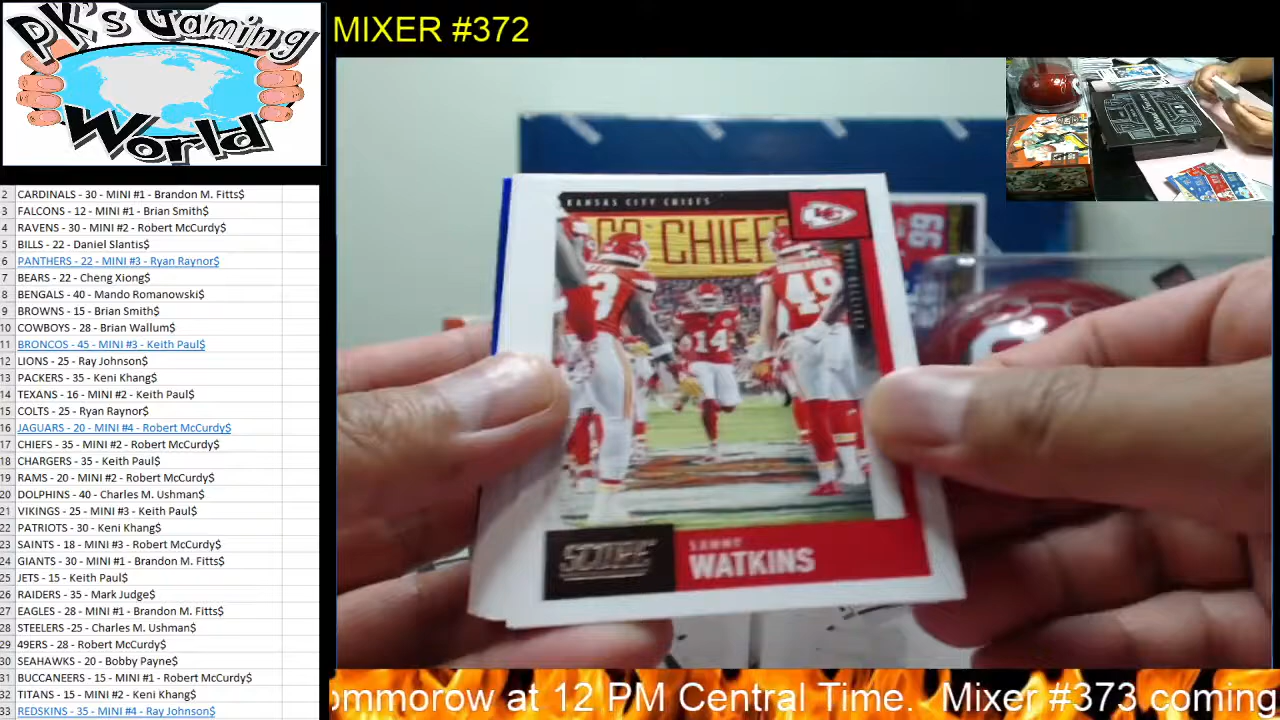 PK's Gaming
World
MIXER #372
2 CARDINALS - 30 - MINI #1 - Brandon M. Fitts$
3 FALCONS - 12 - MINI #1 - Brian Smith$
4 RAVENS - 30 - MINI #2 - Robert McCurdy$
5 BILLS - 22 - Daniel Slantis$
6 PANTHERS - 22 - MINI #3 - Ryan Raynor$
7 BEARS - 22 - Cheng Xiong$
8 BENGALS - 40 - Mando Romanowski$
9 BROWNS - 15 - Brian Smith$
10 COWBOYS - 28 - Brian Wallum$
11 BRONCOS - 45 - MINI #3 - Keith Paul$
12 LIONS - 25 - Ray Johnson$
13 PACKERS - 35 - Keni Khang$
14 TEXANS - 16 - MINI #2 - Keith Paul$
15 COLTS - 25 - Ryan Raynor$
16 JAGUARS - 20 - MINI #4 - Robert McCurdy$
17 CHIEFS - 35 - MINI #2 - Robert McCurdy$
18 CHARGERS - 35 - Keith Paul$
19 RAMS - 20 - MINI #2 - Robert McCurdy$
20 DOLPHINS - 40 - Charles M. Ushman$
21 VIKINGS - 25 - MINI #3 - Keith Paul$
22 PATRIOTS - 30 - Keni Khang$
23 SAINTS - 18 - MINI #3 - Robert McCurdy$
24 GIANTS - 30 - MINI #1 - Brandon M. Fitts$
25 JETS - 15 - Keith Paul$
26 RAIDERS - 35 - Mark Judge$
27 EAGLES - 28 - MINI #1 - Brandon M. Fitts$
28 STEELERS -25 - Charles M. Ushman$
29 49ERS - 28 - Robert McCurdy$
30 SEAHAWKS - 20 - Bobby Payne$
31 BUCCANEERS - 15 - MINI #1 - Robert McCurdy$
32 TITANS - 15 - MINI #2 - Keni Khang$
33 REDSKINS - 35 - MINI #4 - Ray Johnson$
KANSAS CITY CHIEFS
KC
CHIEFS
14
49
99
SCORE
SAMMY
WATKINS
ommorow at 12 PM Central Time. Mixer #373 coming